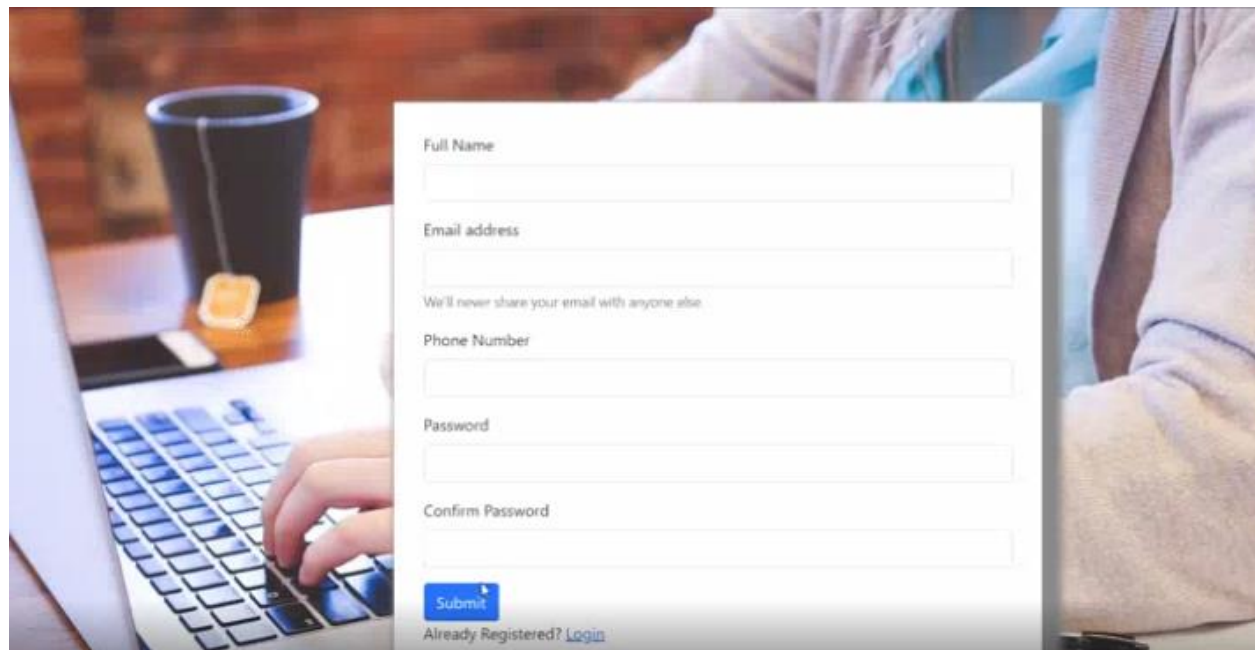 Full Name
Email address
We'll never share your email with anyone else.
Phone Number
Password
Confirm Password
Submit
Already Registered? Login